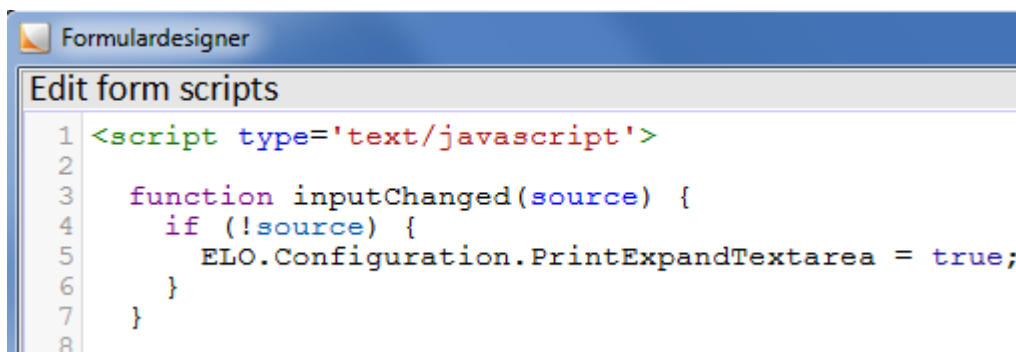 Formulardesigner
Edit form scripts
1 <script type='text/javascript'>
2
3 function inputChanged(source) {
4 if (!source) {
5 ELO.Configuration.PrintExpandTextarea = true;
6 }
7 }
8